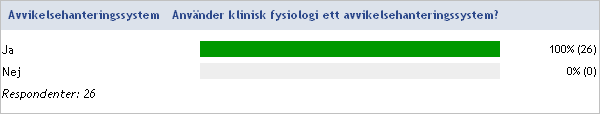 Avvikelsehanteringssystem Använder klinisk fysiologi ett avvikelsehanteringssystem?
Ja 100% (26)
Nej 0% (0)
Respondenter: 26